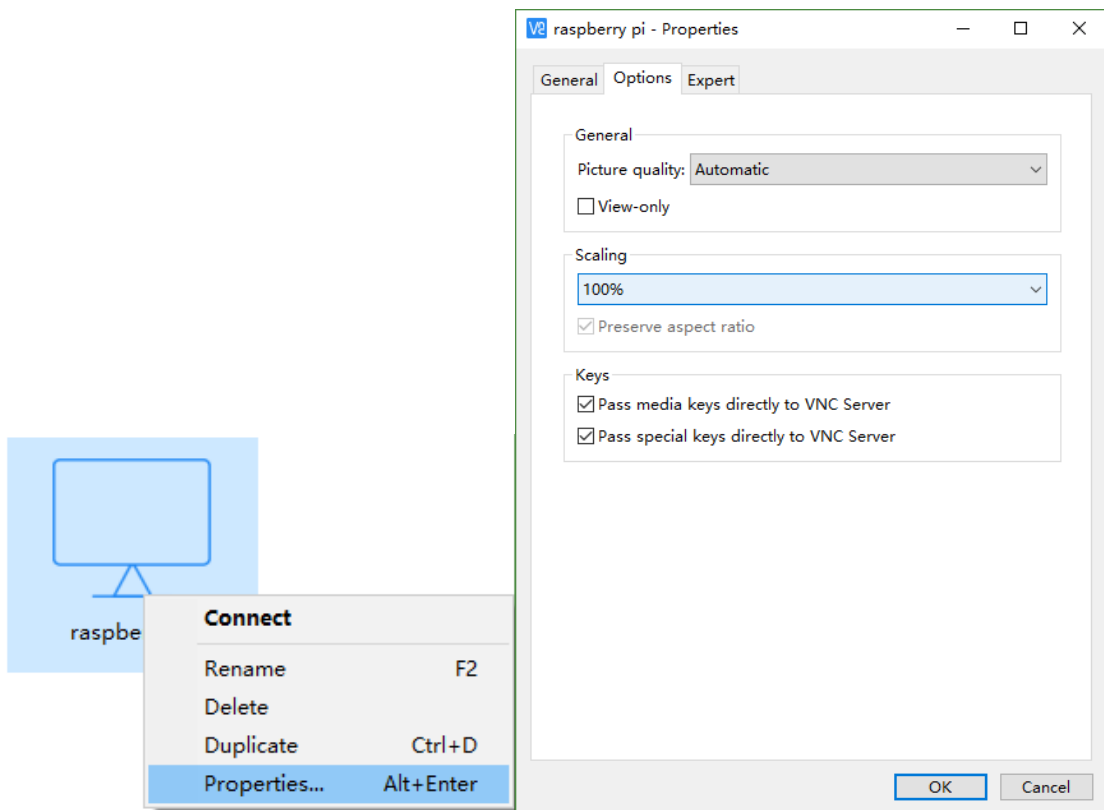 raspberry pi - Properties
General Options Expert
General
Picture quality: Automatic
View-only
Scaling
100%
Preserve aspect ratio
Keys
Pass media keys directly to VNC Server
Pass special keys directly to VNC Server
OK Cancel
raspbe
Connect
Rename F2
Delete
Duplicate Ctrl+D
Properties... Alt+Enter